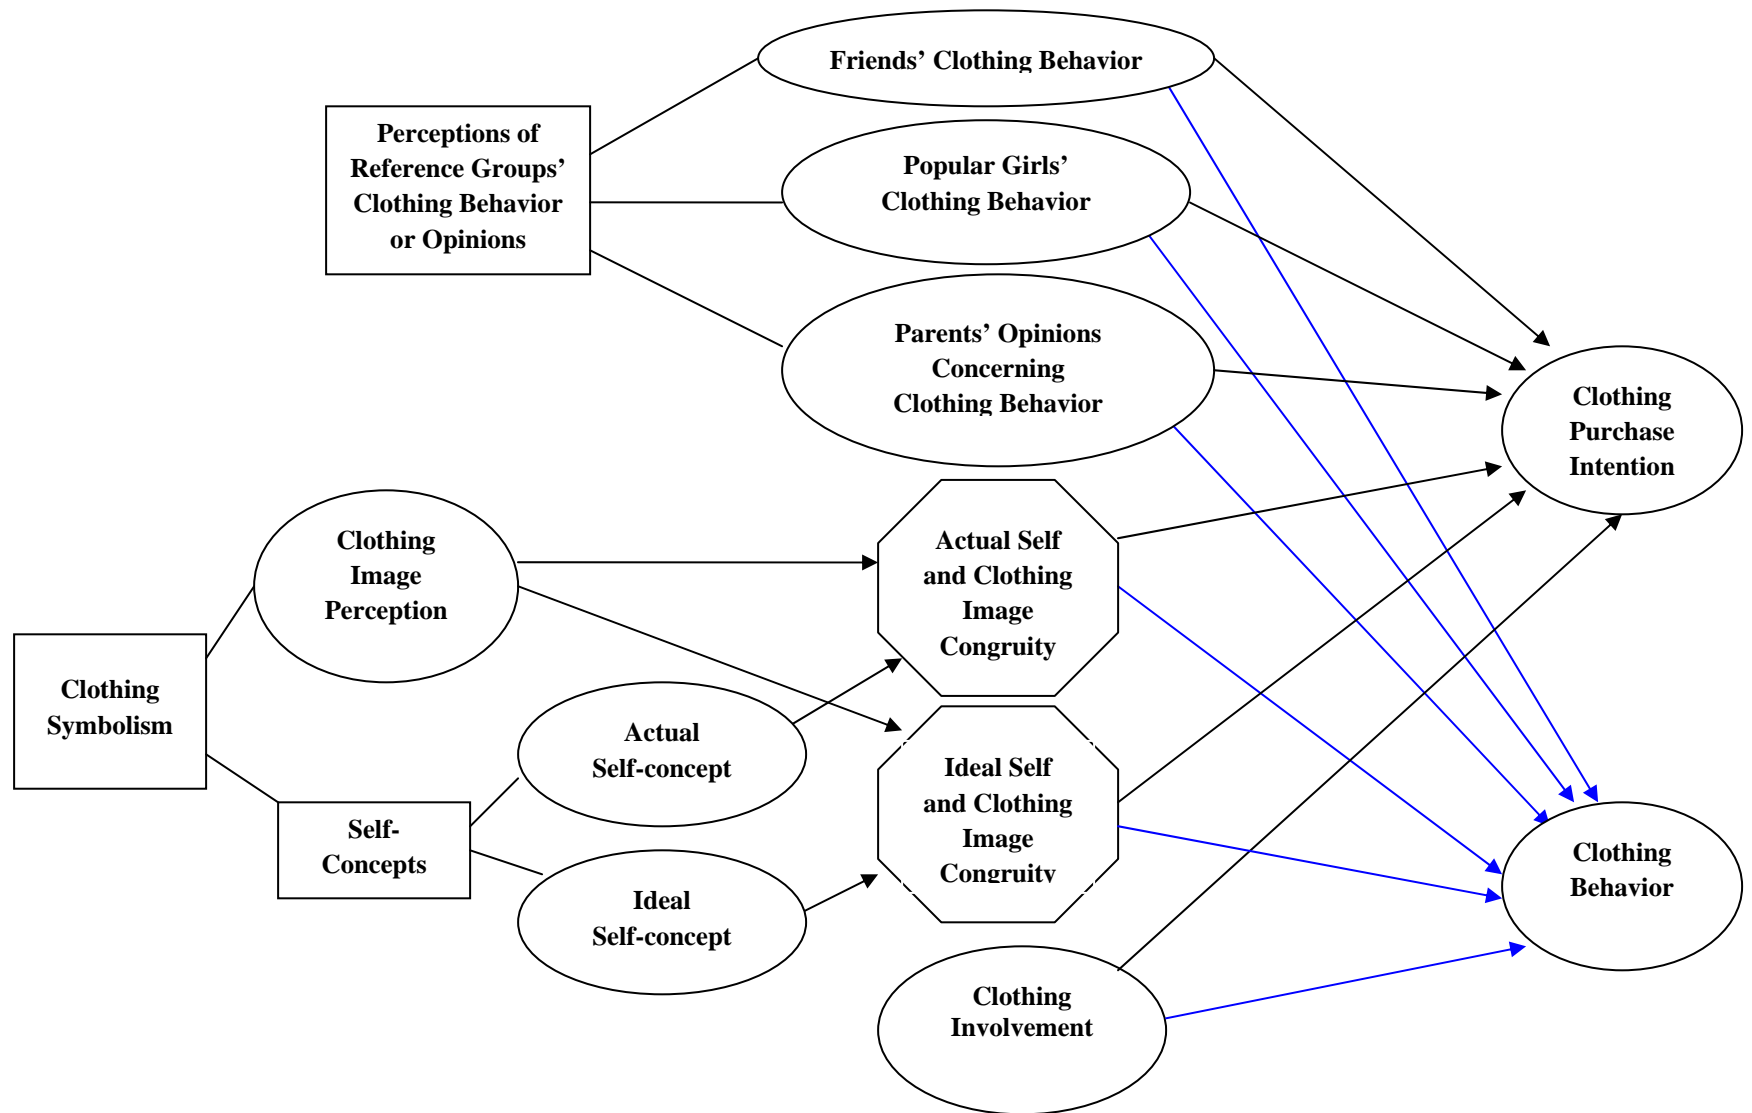 Friends’ Clothing Behavior
Perceptions of
Reference Groups’
Clothing Behavior
or Opinions
Popular Girls’
Clothing Behavior
Parents’ Opinions
Concerning
Clothing Behavior
Clothing
Purchase
Intention
Clothing
Image
Perception
Actual Self
and Clothing
Image
Congruity
Clothing
Symbolism
Actual
Self-concept
Ideal Self
and Clothing
Image
Congruity
Self-
Concepts
Ideal
Self-concept
Clothing
Behavior
Clothing
Involvement